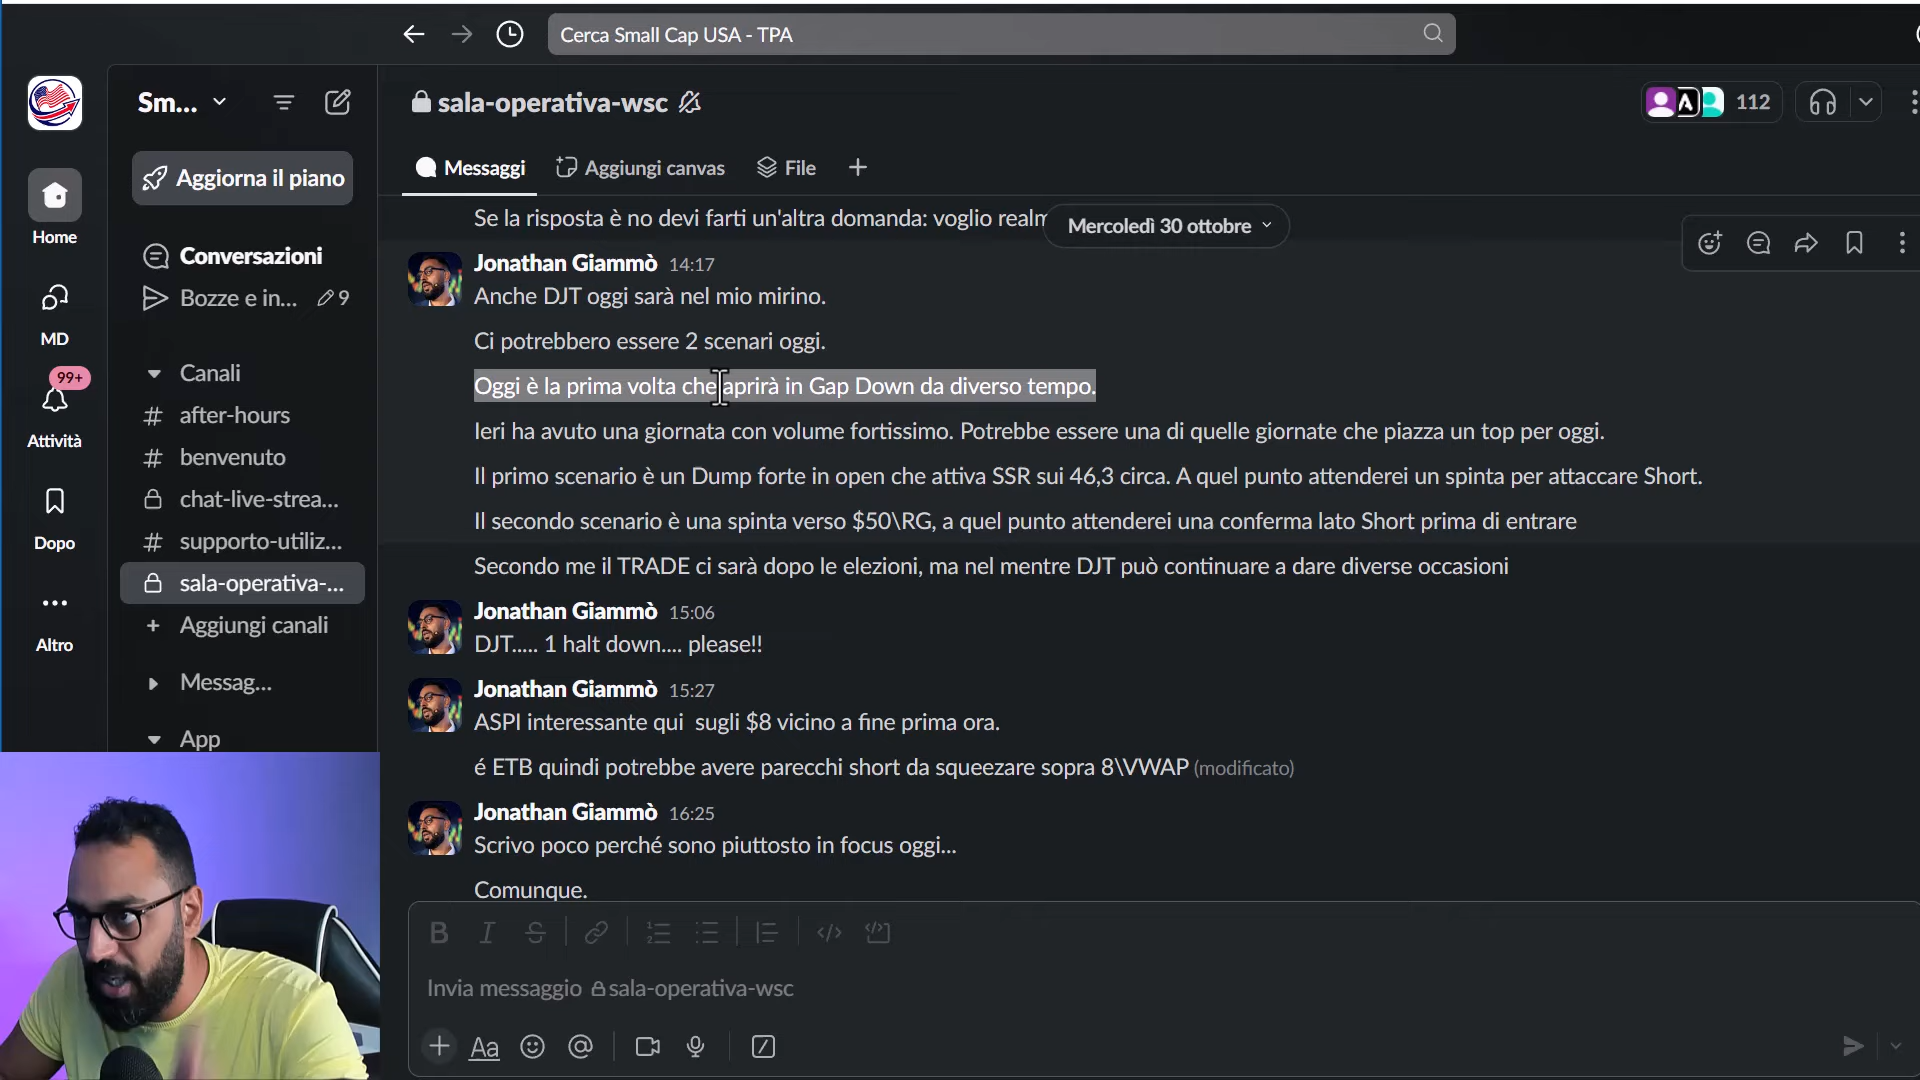 Cerca Small Cap USA - TPA
Sm...
sala-operativa-wsc
112
Aggiorna il piano
Messaggi
Aggiungi canvas
File
Home
Conversazioni
Bozze e in...
9
MD
Canali
99+
after-hours
Attività
benvenuto
chat-live-strea...
Dopo
supporto-utiliz...
sala-operativa-...
Aggiungi canali
Altro
Messag...
App
Se la risposta è no devi farti un'altra domanda: voglio realm
Mercoledì 30 ottobre
Jonathan Giammò 14:17
Anche DJT oggi sarà nel mio mirino.
Ci potrebbero essere 2 scenari oggi.
Oggi è la prima volta che aprirà in Gap Down da diverso tempo.
Ieri ha avuto una giornata con volume fortissimo. Potrebbe essere una di quelle giornate che piazza un top per oggi.
Il primo scenario è un Dump forte in open che attiva SSR sui 46,3 circa. A quel punto attenderei un spinta per attaccare Short.
Il secondo scenario è una spinta verso $50\RG, a quel punto attenderei una conferma lato Short prima di entrare
Secondo me il TRADE ci sarà dopo le elezioni, ma nel mentre DJT può continuare a dare diverse occasioni
Jonathan Giammò 15:06
DJT..... 1 halt down.... please!!
Jonathan Giammò 15:27
ASPI interessante qui  sugli $8 vicino a fine prima ora.
é ETB quindi potrebbe avere parecchi short da squeezare sopra 8\VWAP (modificato)
Jonathan Giammò 16:25
Scrivo poco perché sono piuttosto in focus oggi...
Comunque.
Invia messaggio sala-operativa-wsc
Aa